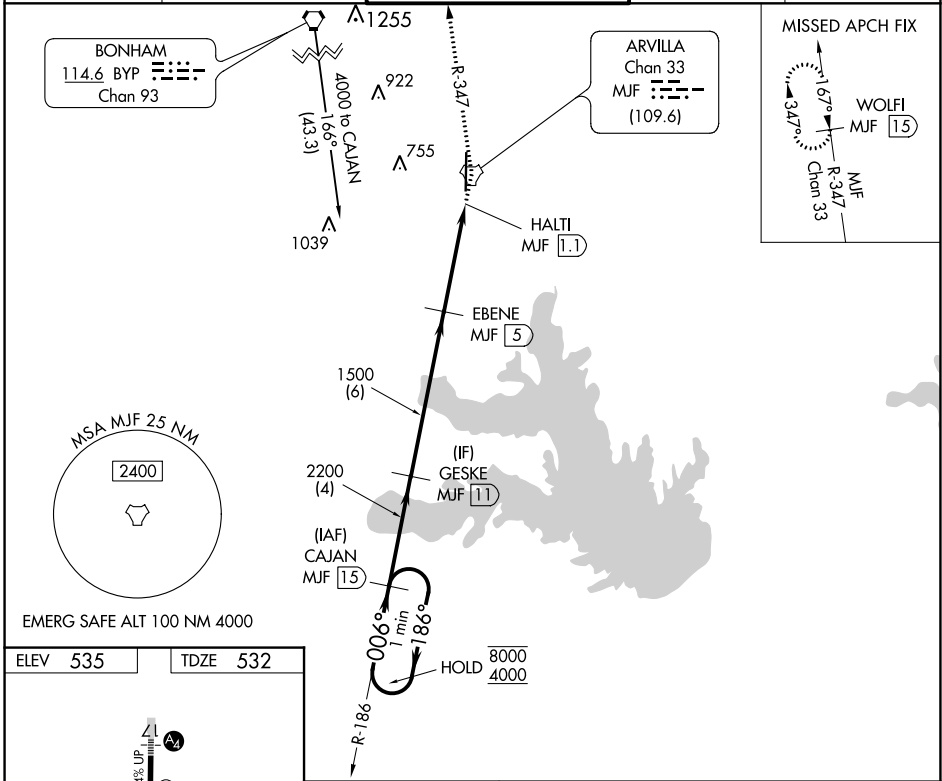 1255
BONHAM
114.6 BYP
Chan 93
922
755
1039
4000 to CAJAN
166°
(43.3)
R-347
ARVILLA
Chan 33
MJF
(109.6)
MISSED APCH FIX
167°
347°
WOLFI
MJF 15
MJF
R-347
Chan 33
HALTI
MJF 1.1
EBENE
MJF 5
1500
(6)
MSA MJF 25 NM
2400
2200
(4)
(IF)
GESKE
MJF 11
(IAF)
CAJAN
MJF 15
EMERG SAFE ALT 100 NM 4000
006°
1 min
186°
HOLD 8000
4000
R-186
ELEV 535
TDZE 532
17
A4
4% UP